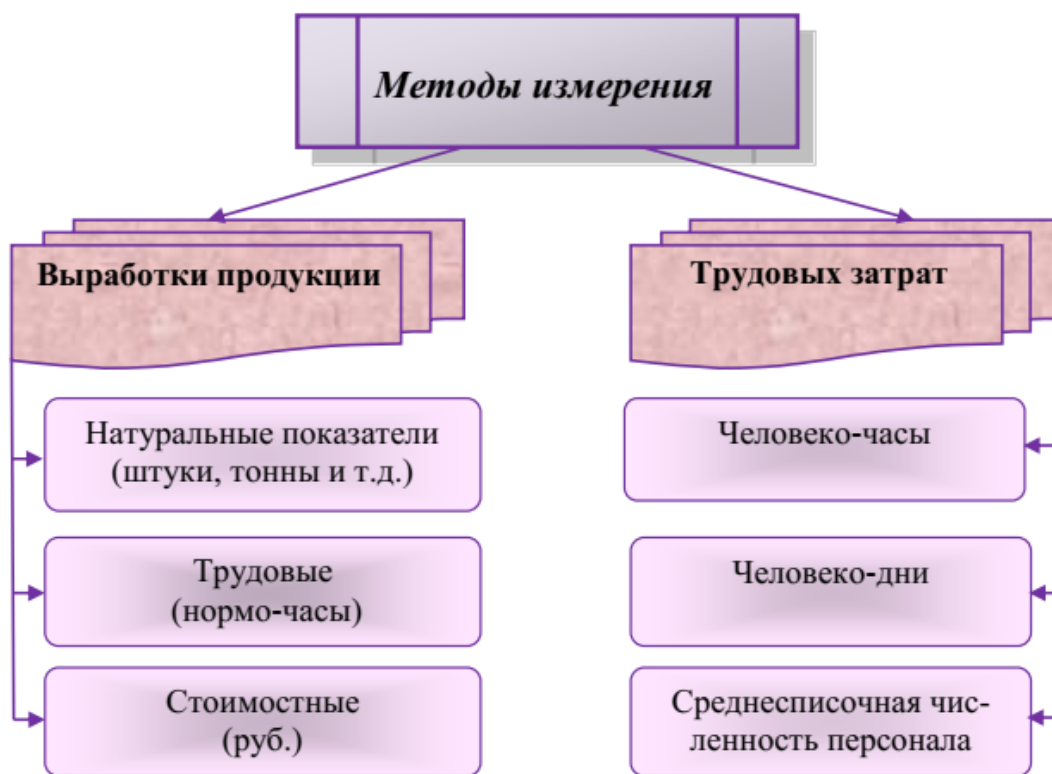 Методы измерения
Выработки продукции
Трудовых затрат
Натуральные показатели
(штуки, тонны и т.д.)
Человеко-часы
Трудовые
(нормо-часы)
Человеко-дни
Стоимостные
(руб.)
Среднесписочная чис-
ленность персонала